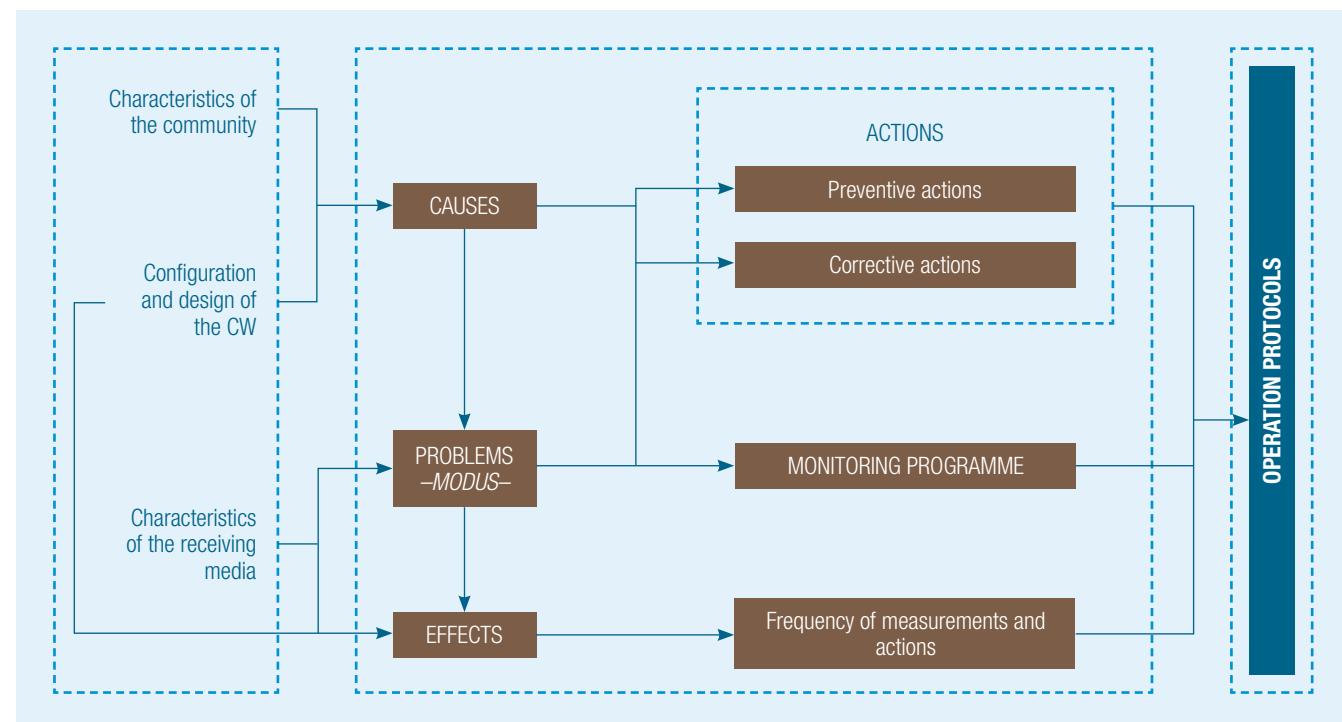 Characteristics of
the community
Configuration
and design of
the CW
Characteristics
of the receiving
media
CAUSES
PROBLEMS
–MODUS–
EFFECTS
ACTIONS
Preventive actions
Corrective actions
MONITORING PROGRAMME
Frequency of measurements and
actions
OPERATION PROTOCOLS